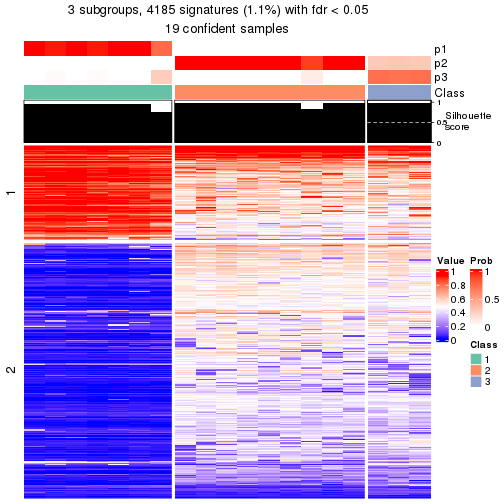 3 subgroups, 4185 signatures (1.1%) with fdr < 0.05
19 confident samples
p1
p2
p3
Class
1
0.5
0
Silhouette
score
1
2
Value
1
0.8
0.6
0.4
0.2
0
Prob
1
0.5
0
Class
1
2
3